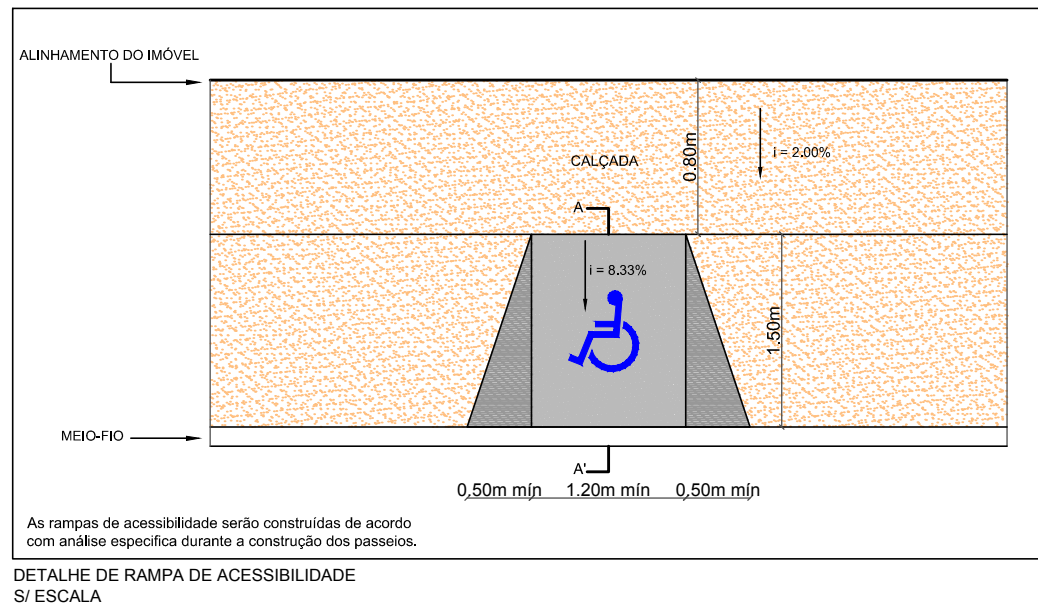 ALINHAMENTO DO IMÓVEL
CALÇADA
0.80m
i = 2.00%
A
i = 8.33%
1.50m
MEIO-FIO
A'
0.50m mín 1.20m mín 0.50m mín
As rampas de acessibilidade serão construídas de acordo
com análise especifica durante a construção dos passeios.
DETALHE DE RAMPA DE ACESSIBILIDADE
S/ ESCALA